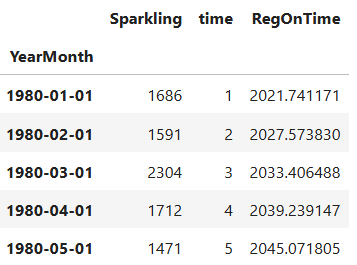 Sparkling time RegOnTime
YearMonth
1980-01-01 1686 1 2021.741171
1980-02-01 1591 2 2027.573830
1980-03-01 2304 3 2033.406488
1980-04-01 1712 4 2039.239147
1980-05-01 1471 5 2045.071805